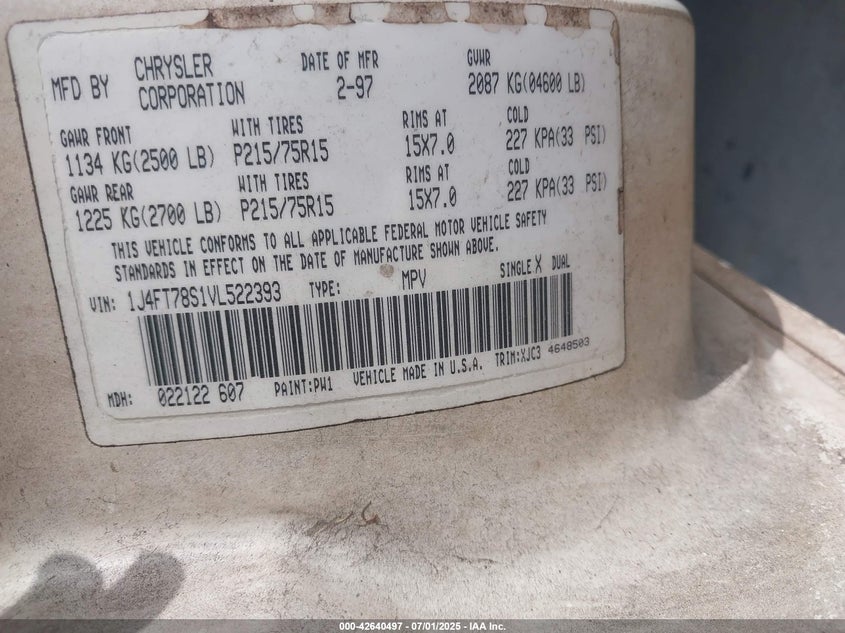 MFD BY CHRYSLER CORPORATION DATE OF MFR 2-97 GVWR 2087 KG(04600 LB)
GAWR FRONT WITH TIRES RIMS AT COLD
1134 KG(2500 LB) P215/75R15 15X7.0 227 KPA(33 PSI)
GAWR REAR WITH TIRES RIMS AT COLD
1225 KG(2700 LB) P215/75R15 15X7.0 227 KPA(33 PSI)
THIS VEHICLE CONFORMS TO ALL APPLICABLE FEDERAL MOTOR VEHICLE SAFETY
STANDARDS IN EFFECT ON THE DATE OF MANUFACTURE SHOWN ABOVE.
VIN: 1J4FT78S1VL522393 TYPE: MPV SINGLE X DUAL
MDH: 022122 607 PAINT:PW1 VEHICLE MADE IN U.S.A. TRIM:XJC3 4648503
000-42640497 - 07/01/2025 - IAA Inc.